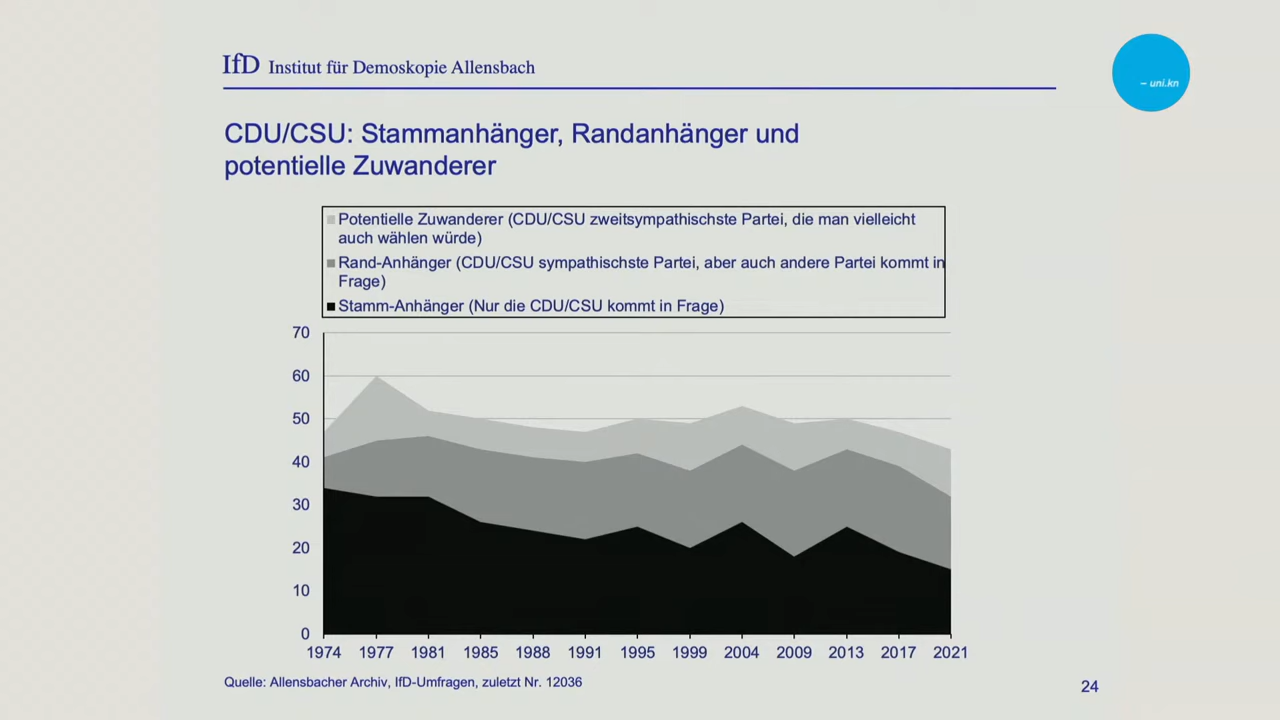 IfD Institut für Demoskopie Allensbach
– uni.kn
CDU/CSU: Stammanhänger, Randanhänger und
potentielle Zuwanderer
Potentielle Zuwanderer (CDU/CSU zweitsympathischste Partei, die man vielleicht
auch wählen würde)
Rand-Anhänger (CDU/CSU sympathischste Partei, aber auch andere Partei kommt in
Frage)
Stamm-Anhänger (Nur die CDU/CSU kommt in Frage)
70
60
50
40
30
20
10
0
1974 1977 1981 1985 1988 1991 1995 1999 2004 2009 2013 2017 2021
Quelle: Allensbacher Archiv, IfD-Umfragen, zuletzt Nr. 12036
24